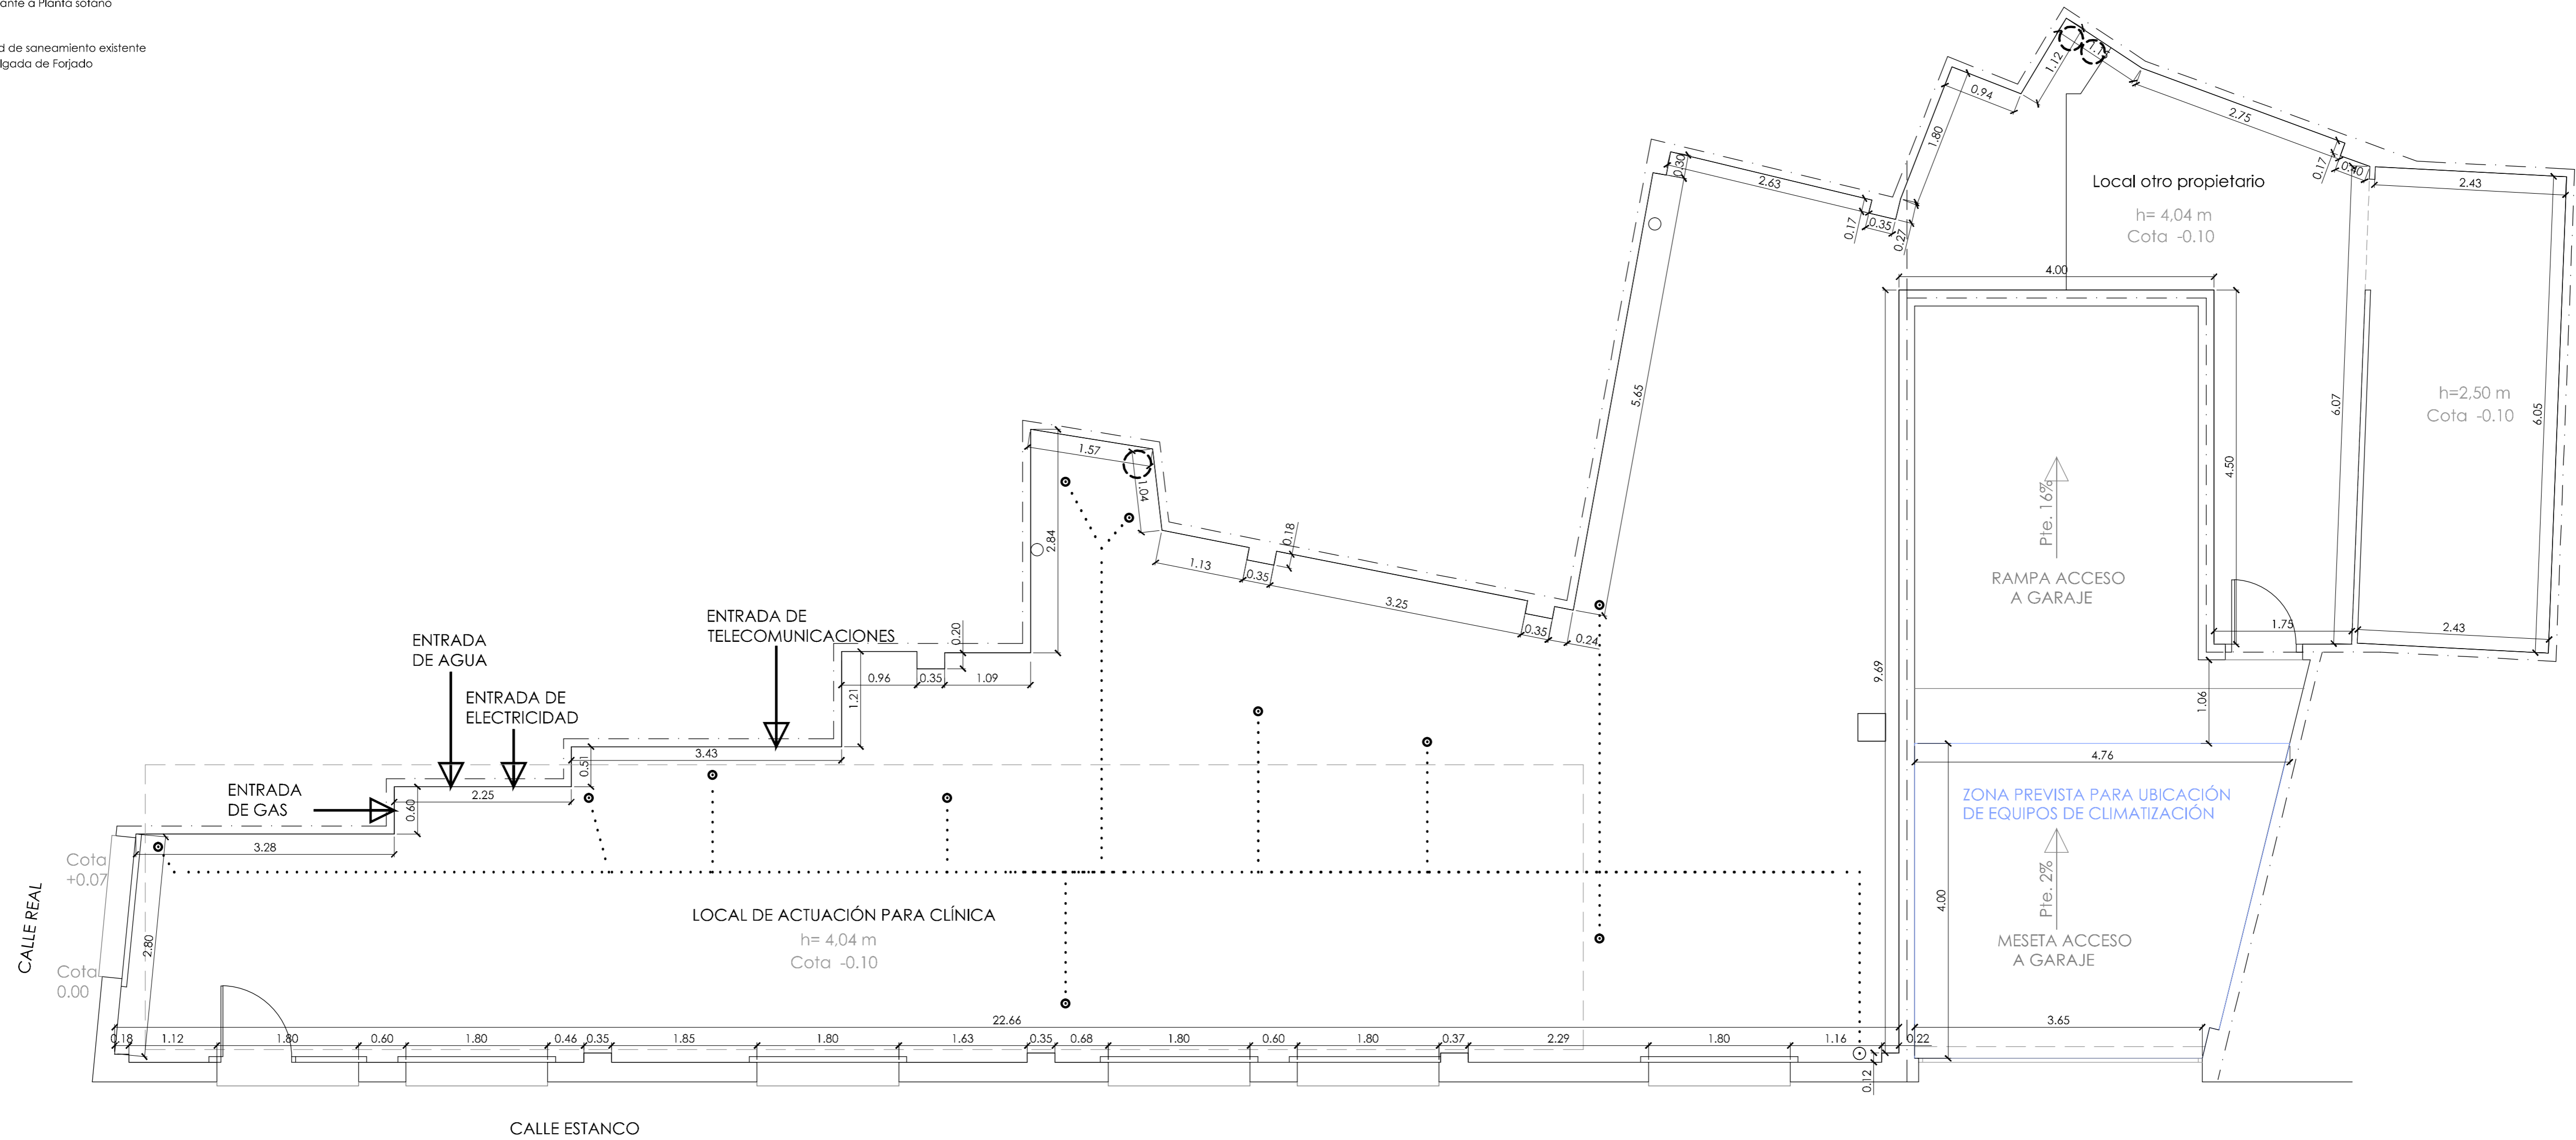 ante a Planta sótano
d de saneamiento existente
lgada de Forjado
1.12
0.94
1.80
2.75
0.17
0.40
2.43
0.30
2.63
0.17
0.35
0.27
Local otro propietario
h= 4,04 m
Cota -0.10
4.00
5.65
6.07
h=2,50 m
Cota -0.10
6.05
1.57
1.04
2.84
4.50
Pte. 16%
0.18
1.13
0.35
3.25
0.35
0.24
RAMPA ACCESO
A GARAJE
1.75
2.43
ENTRADA DE
TELECOMUNICACIONES
0.20
ENTRADA
DE AGUA
0.96
0.35
1.09
9.69
1.21
1.06
ENTRADA DE
ELECTRICIDAD
3.43
0.51
4.76
ENTRADA
DE GAS
2.25
0.60
ZONA PREVISTA PARA UBICACIÓN
DE EQUIPOS DE CLIMATIZACIÓN
3.28
Cota
+0.07
Pte. 2%
4.00
CALLE REAL
2.80
LOCAL DE ACTUACIÓN PARA CLÍNICA
h= 4,04 m
Cota -0.10
MESETA ACCESO
A GARAJE
Cota
0.00
22.66
3.65
0.18 1.12 1.80 0.60 1.80 0.46 0.35 1.85 1.80 1.63 0.35 0.68 1.80 0.60 1.80 0.37 2.29 1.80 1.16 0.22
0.12
CALLE ESTANCO